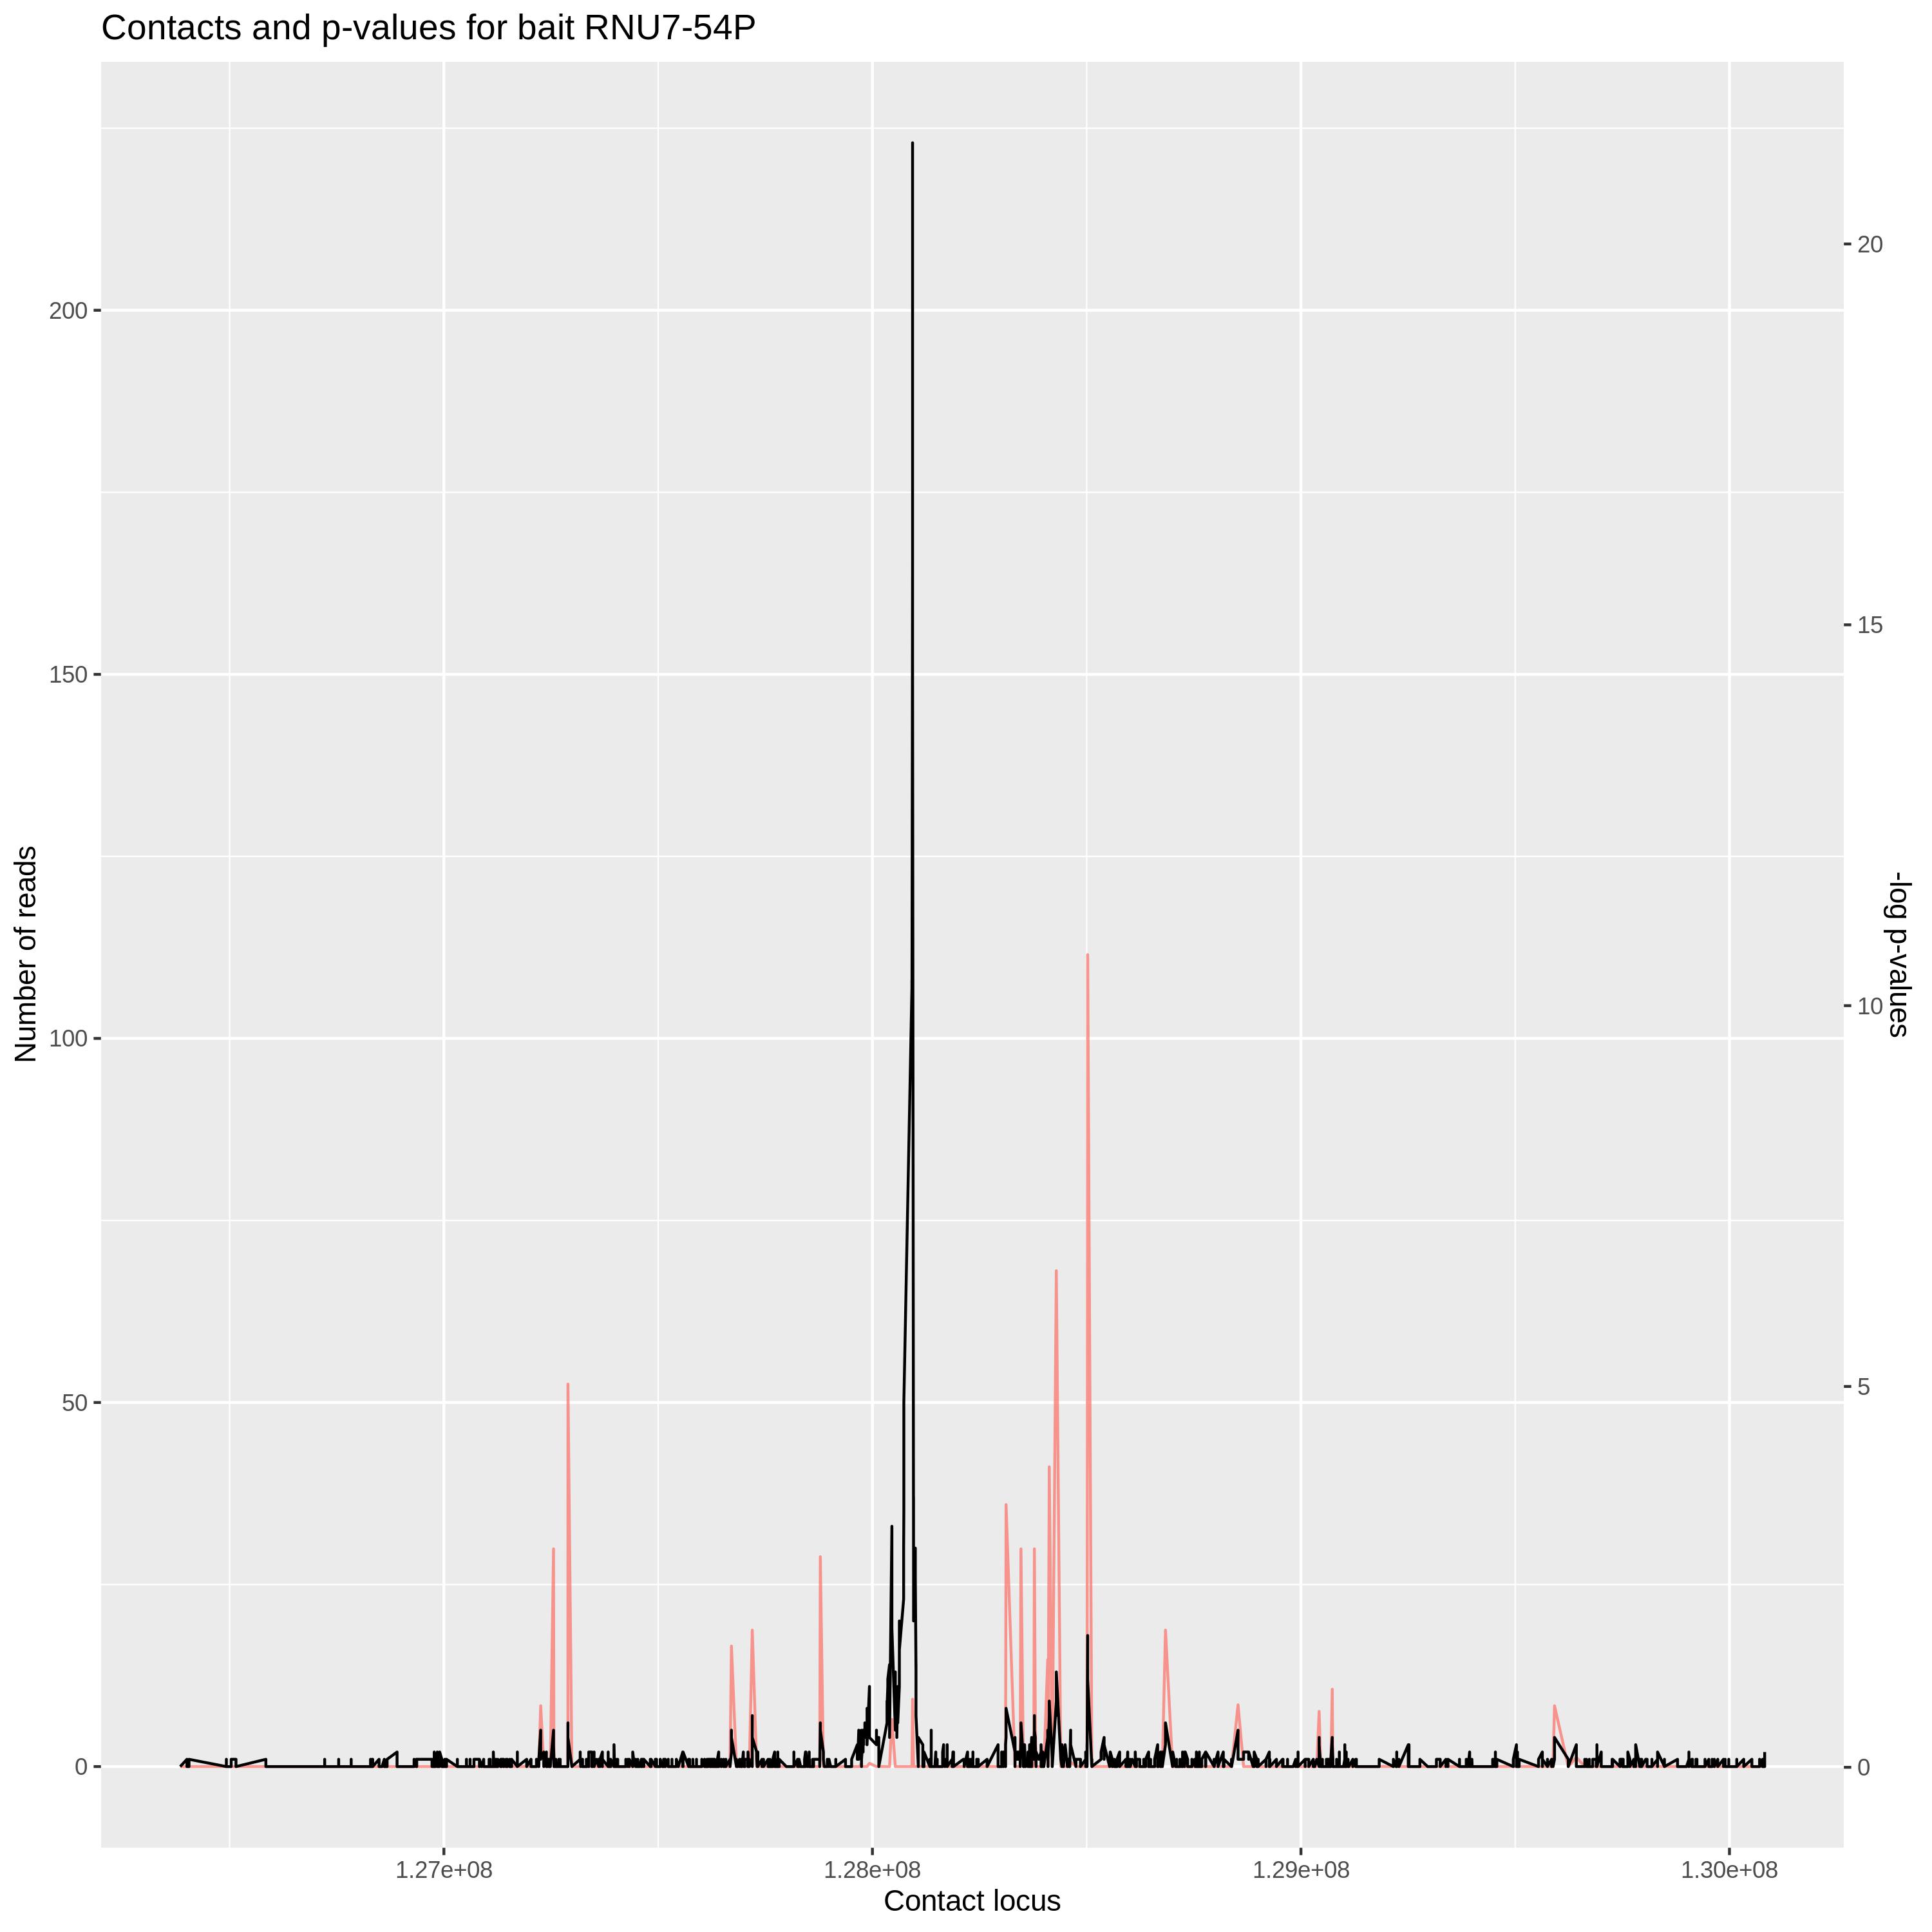 Contacts and p-values for bait RNU7-54P
Number of reads
200
150
100
50
0
20
15
10
5
0
-log p-values
1.27e+08
1.28e+08
1.29e+08
1.30e+08
Contact locus